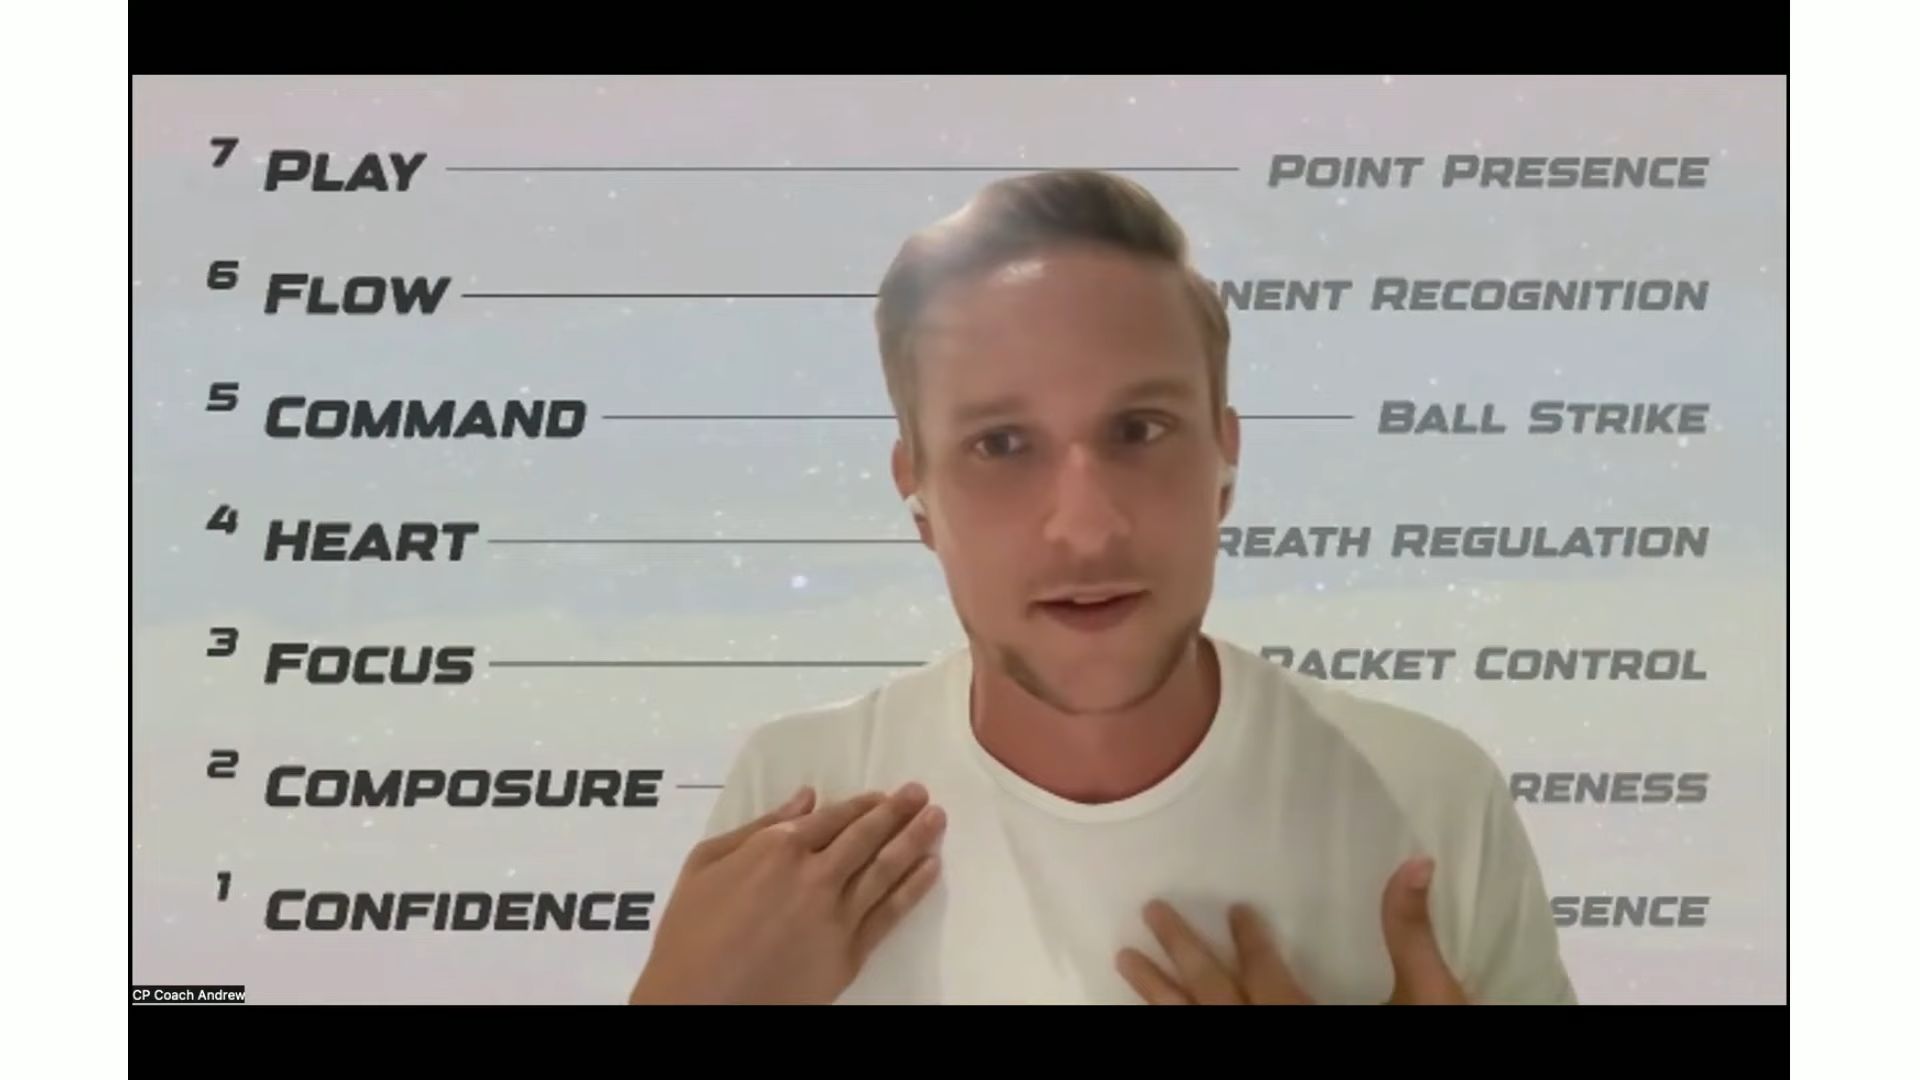 7 PLAY POINT PRESENCE
6 FLOW NENT RECOGNITION
5 COMMAND BALL STRIKE
4 HEART REATH REGULATION
3 FOCUS RACKET CONTROL
2 COMPOSURE RENESS
1 CONFIDENCE SENCE
CP Coach Andrew